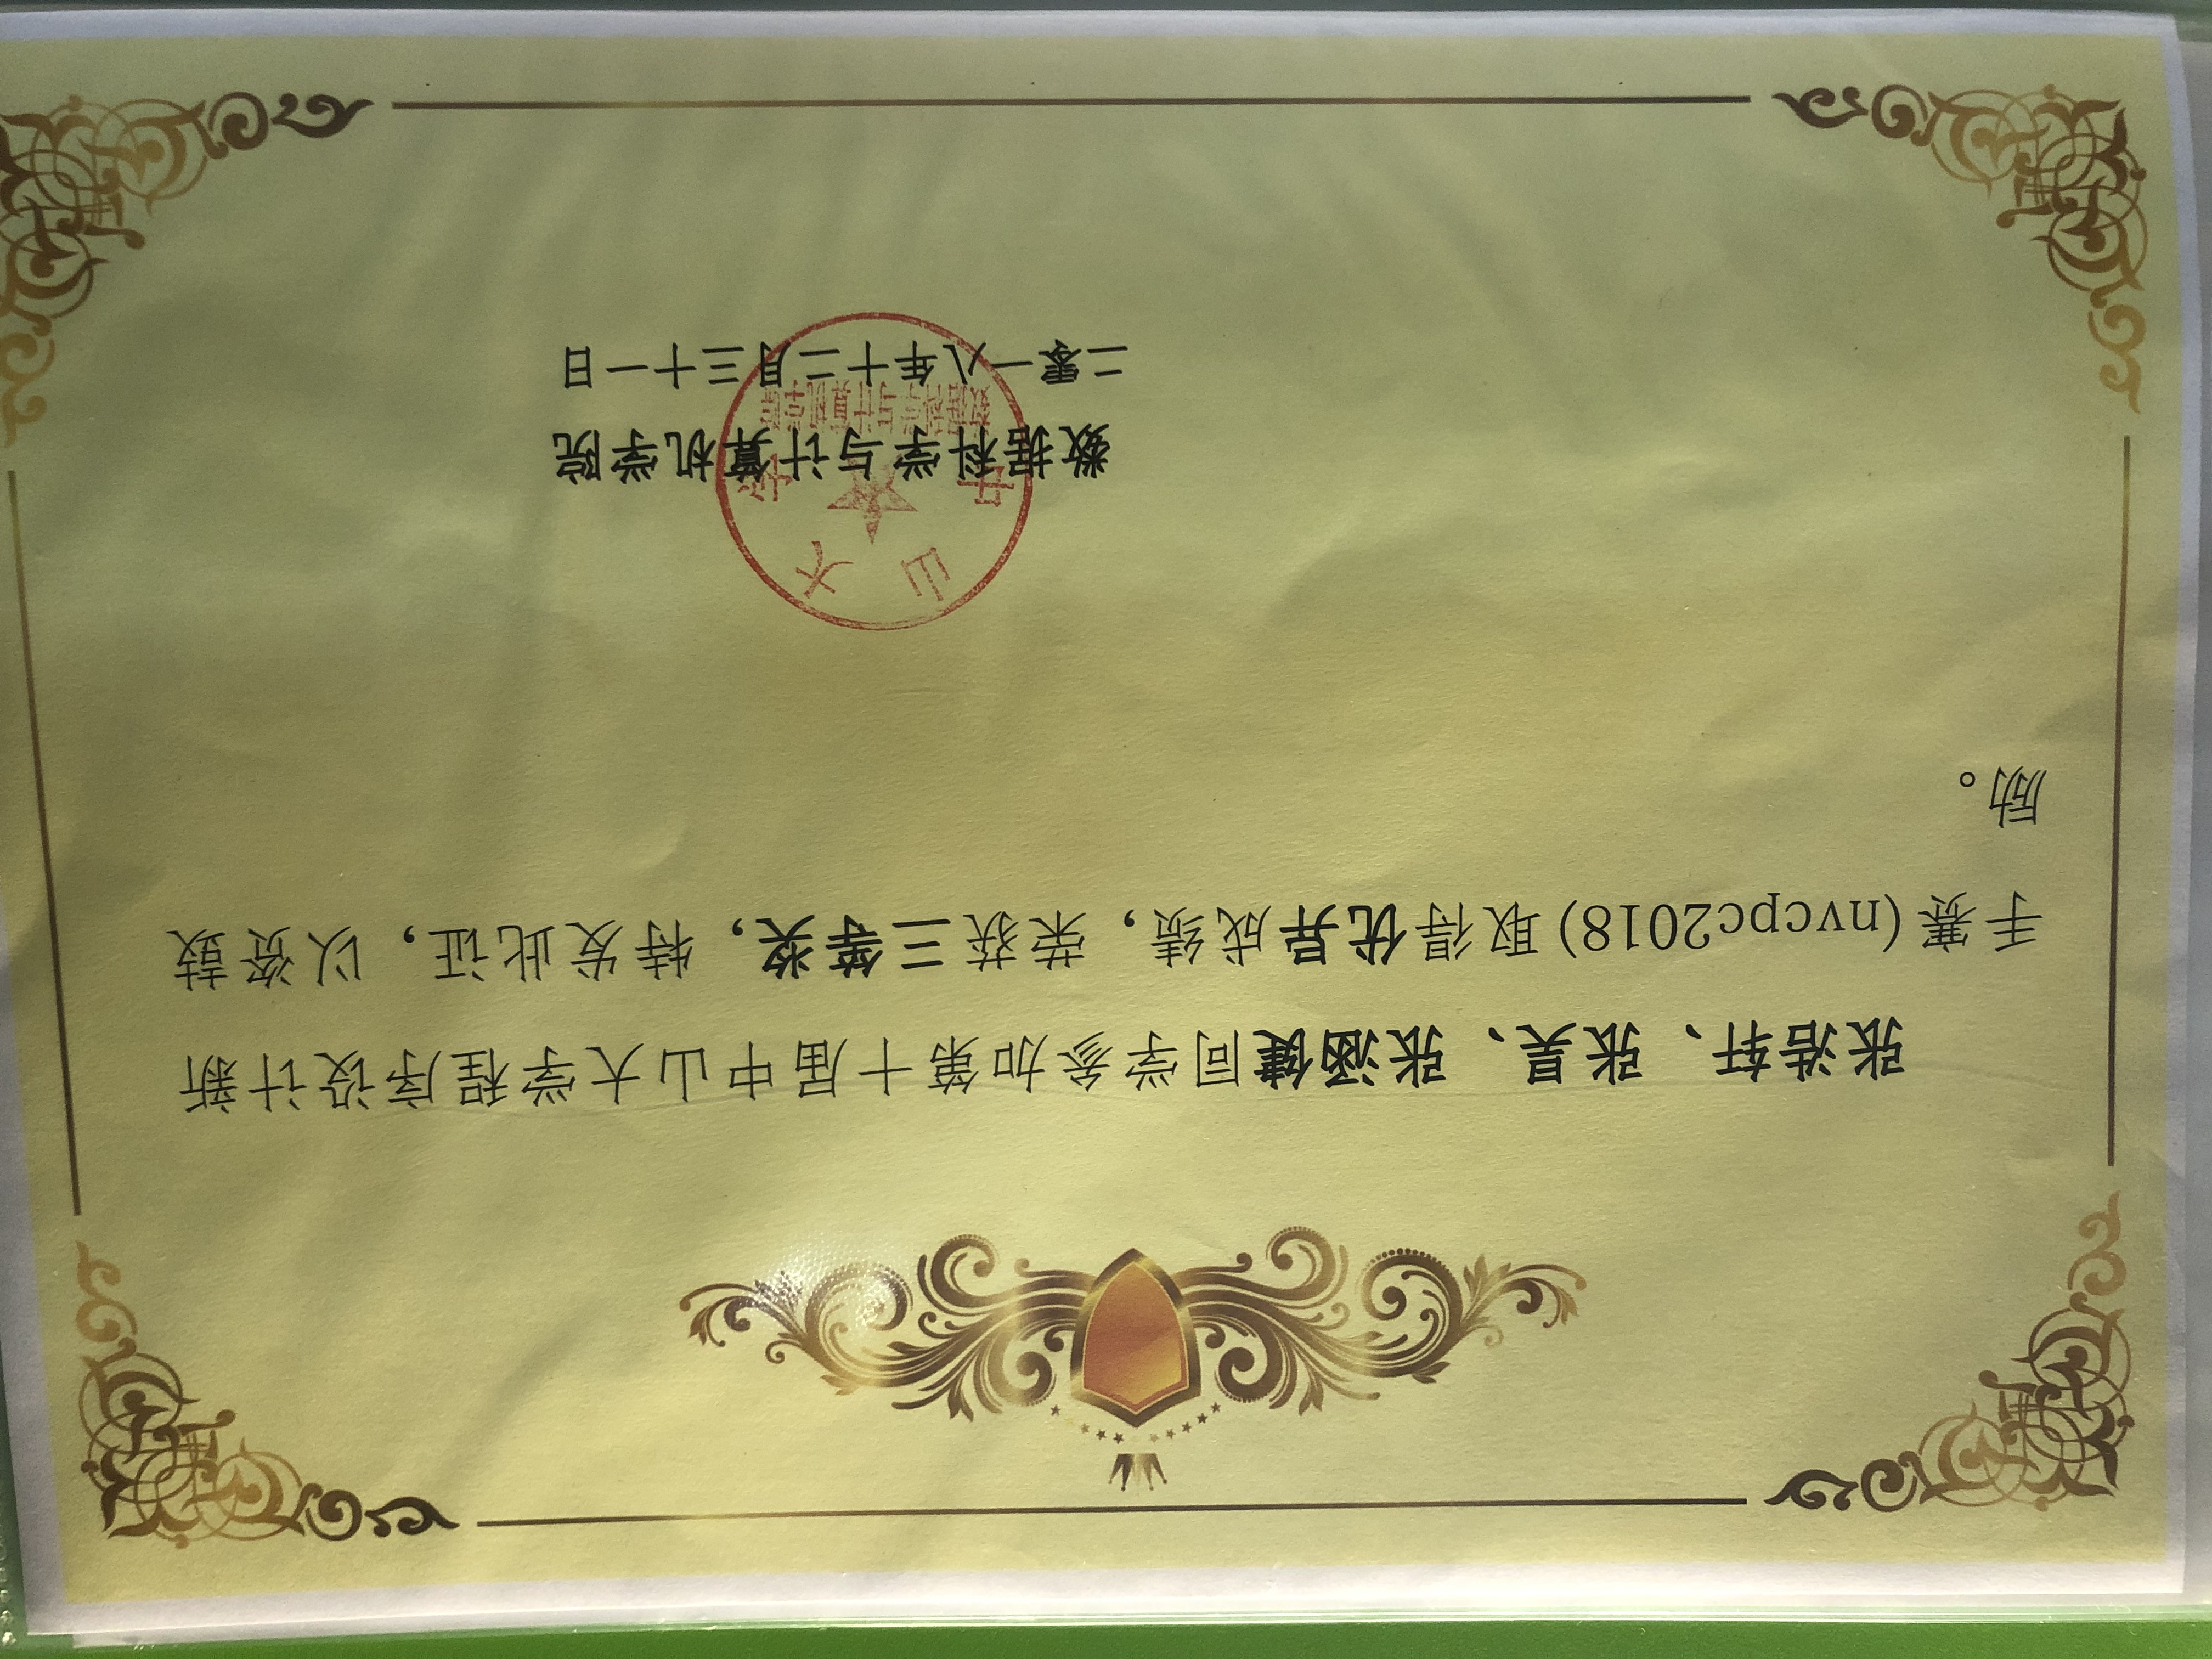 张浩轩、张昊、张涵健同学参加第十届中山大学程序设计新
手赛(nvcpc2018)取得优异成绩，荣获三等奖，特发此证，以资鼓
励。
中山大学
数据科学与计算机学院
数据科学与计算机学院
二零一八年十二月三十一日